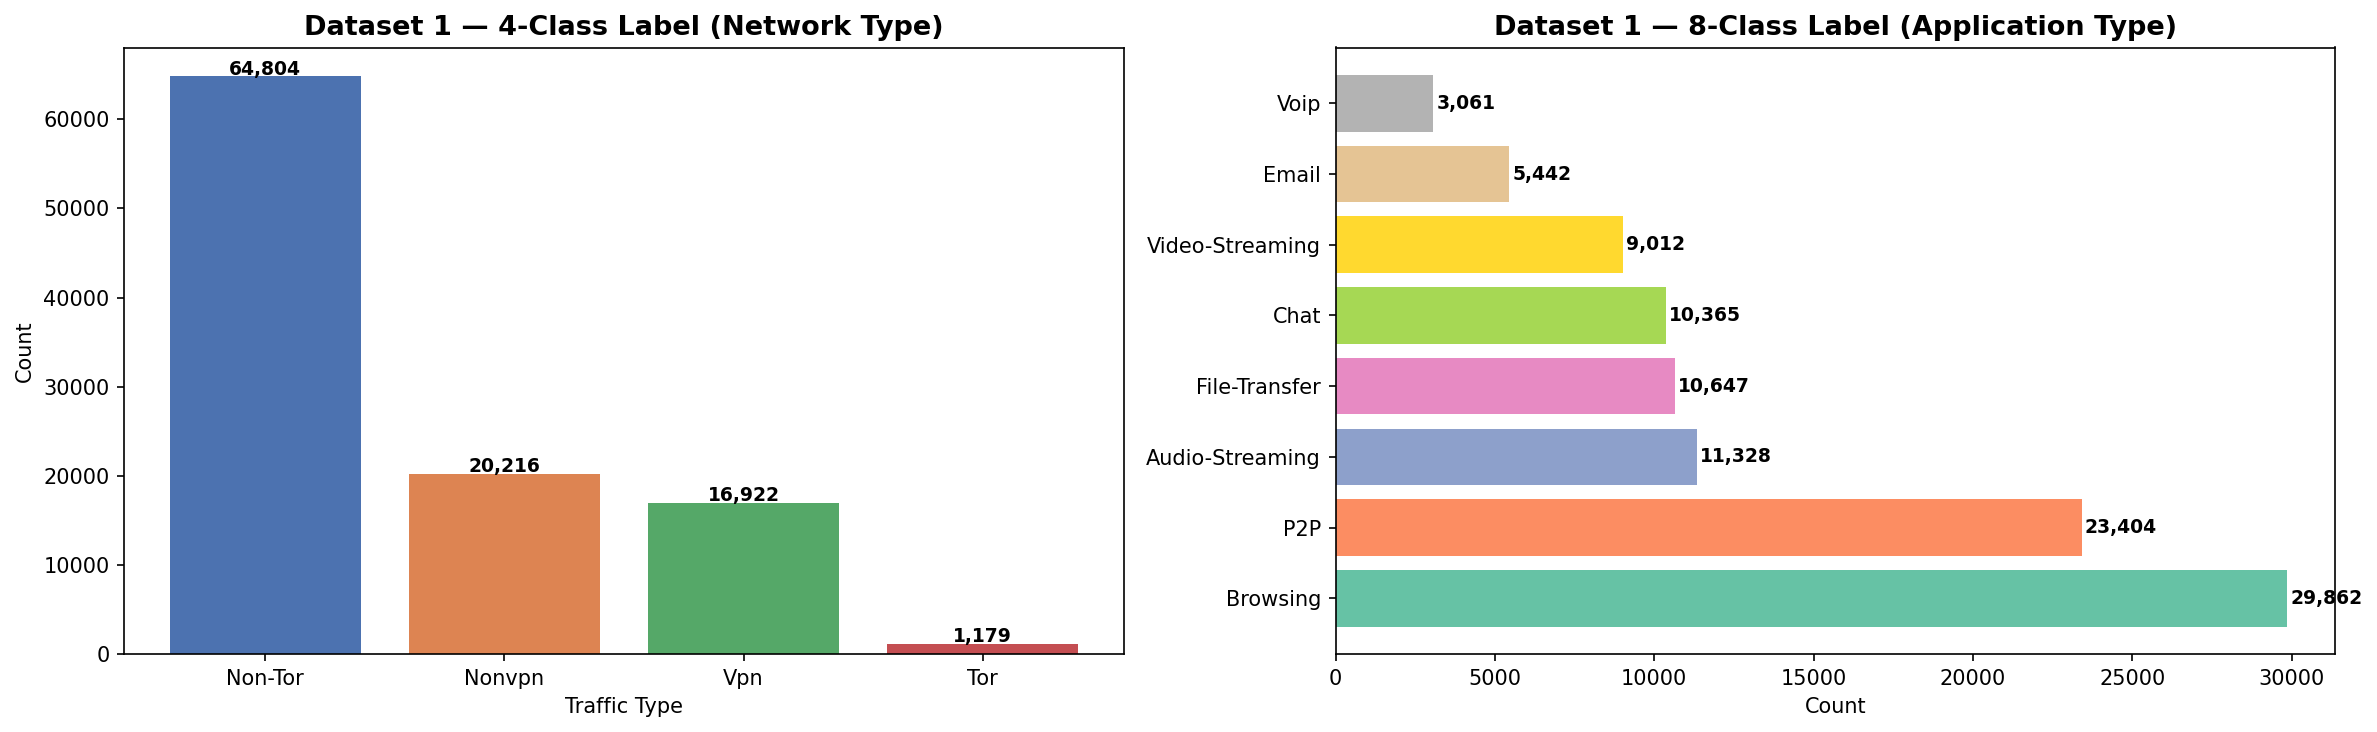 Dataset 1 — 4-Class Label (Network Type)
Count
60000
50000
40000
30000
20000
10000
0
64,804
20,216
16,922
1,179
Non-Tor
Nonvpn
Vpn
Tor
Traffic Type
Dataset 1 — 8-Class Label (Application Type)
Voip
3,061
Email
5,442
Video-Streaming
9,012
Chat
10,365
File-Transfer
10,647
Audio-Streaming
11,328
P2P
23,404
Browsing
29,862
0
5000
10000
15000
20000
25000
30000
Count